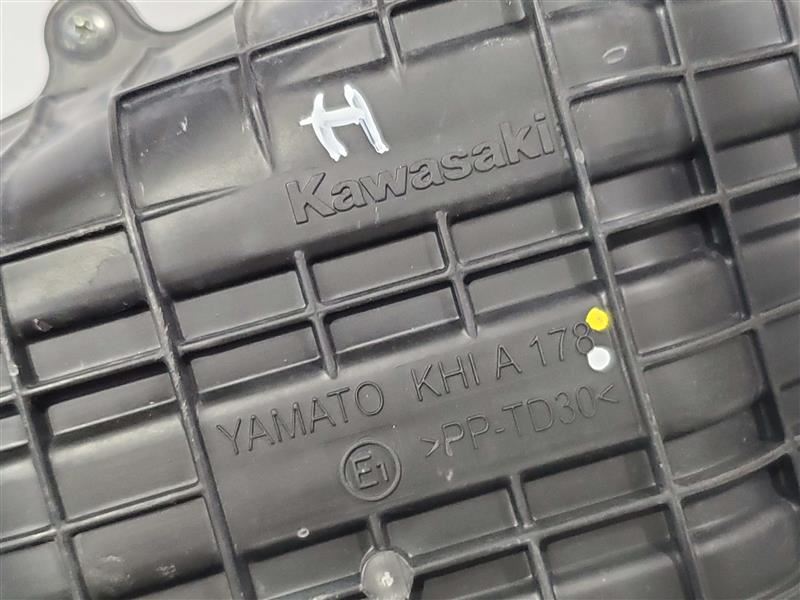 H
Kawasaki
YAMATO KHI A 178
E1 >PP-TD30<